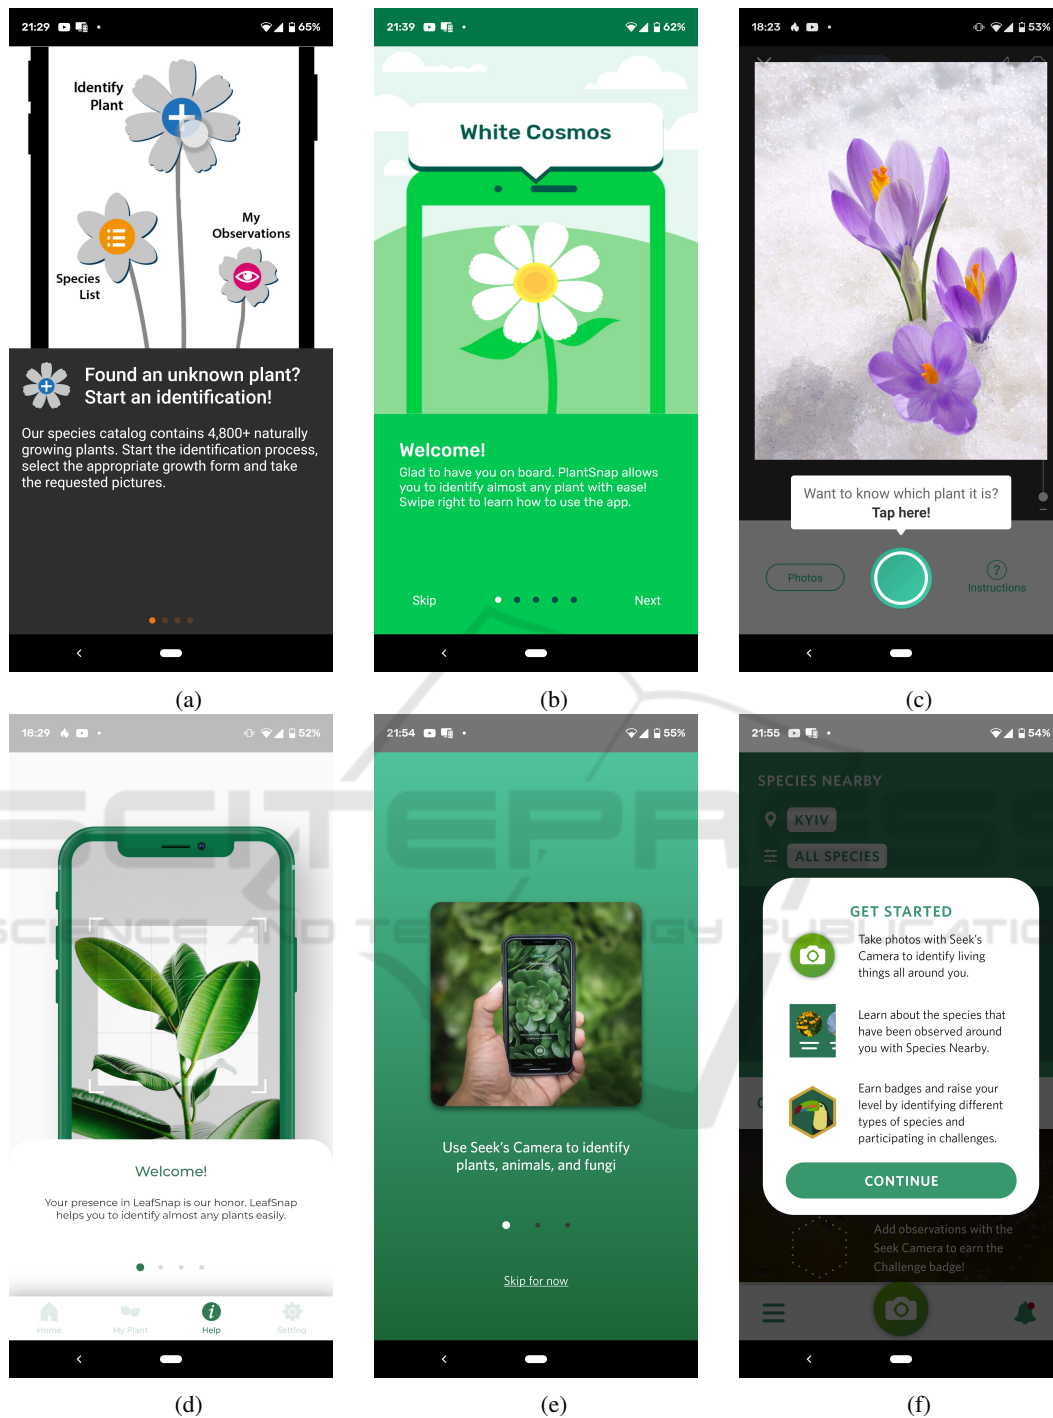 21:29
65%
Identify
Plant
My
Observations
Species
List
Found an unknown plant?
Start an identification!
Our species catalog contains 4,800+ naturally
growing plants. Start the identification process,
select the appropriate growth form and take
the requested pictures.
(a)
21:39
62%
White Cosmos
Welcome!
Glad to have you on board. PlantSnap allows
you to identify almost any plant with ease!
Swipe right to learn how to use the app.
Skip
Next
(b)
18:23
53%
Want to know which plant it is?
Tap here!
Photos
?
Instructions
(c)
18:29
52%
Welcome!
Your presence in LeafSnap is our honor. LeafSnap
helps you to identify almost any plants easily.
Home
My Plant
Help
Setting
(d)
21:54
55%
Use Seek's Camera to identify
plants, animals, and fungi
Skip for now
(e)
21:55
54%
SPECIES NEARBY
KYIV
ALL SPECIES
GET STARTED
Take photos with Seek's
Camera to identify living
things all around you.
Learn about the species that
have been observed around
you with Species Nearby.
Earn badges and raise your
level by identifying different
types of species and
participating in challenges.
CONTINUE
Add observations with the
Seek Camera to earn the
Challenge badge!
(f)
SCITEPRESS
SCIENCE AND TECHNOLOGY PUBLICATIONS